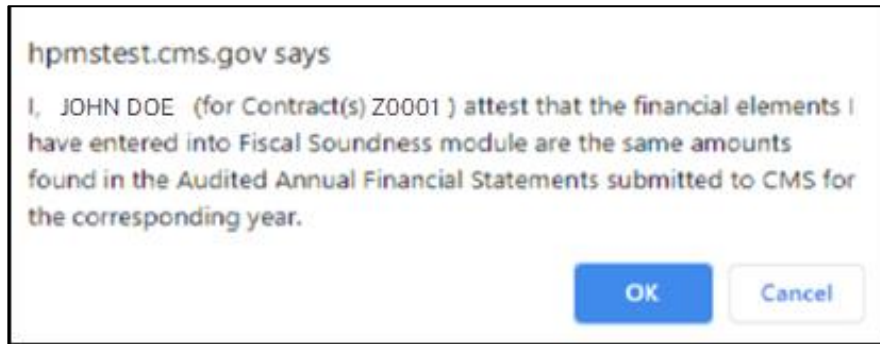 hpmstest.cms.gov says
I, JOHN DOE (for Contract(s) Z0001 ) attest that the financial elements I
have entered into Fiscal Soundness module are the same amounts
found in the Audited Annual Financial Statements submitted to CMS for
the corresponding year.
OK Cancel